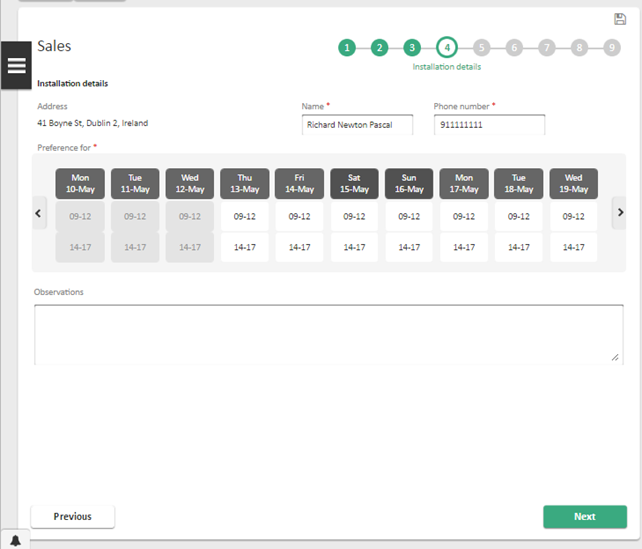 Sales
1 2 3 4 5 6 7 8 9
Installation details
Installation details
Address Name * Phone number *
41 Boyne St, Dublin 2, Ireland Richard Newton Pascal 911111111
Preference for *
Mon Tue Wed Thu Fri Sat Sun Mon Tue Wed
10-May 11-May 12-May 13-May 14-May 15-May 16-May 17-May 18-May 19-May
09-12 09-12 09-12 09-12 09-12 09-12 09-12 09-12 09-12 09-12
14-17 14-17 14-17 14-17 14-17 14-17 14-17 14-17 14-17 14-17
Observations
Previous Next